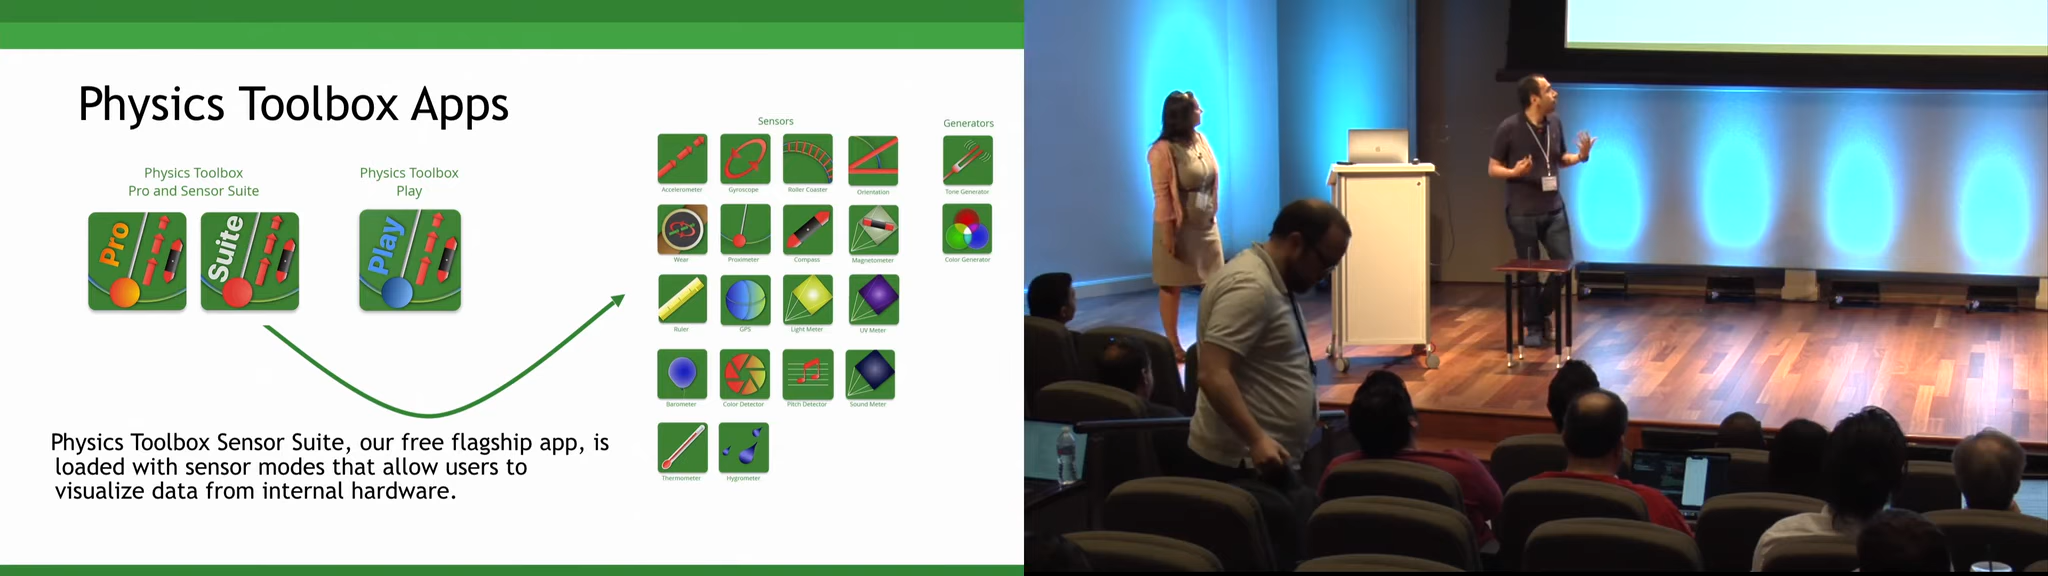 Physics Toolbox Apps
Physics Toolbox
Pro and Sensor Suite
Physics Toolbox
Play
Pro
Suite
Play
Physics Toolbox Sensor Suite, our free flagship app, is
loaded with sensor modes that allow users to
visualize data from internal hardware.
Sensors
Accelerometer
Gyroscope
Roller Coaster
Orientation
Wear
Proximeter
Compass
Magnetometer
Ruler
GPS
Light Meter
UV Meter
Barometer
Color Detector
Pitch Detector
Sound Meter
Thermometer
Hygrometer
Generators
Tone Generator
Color Generator